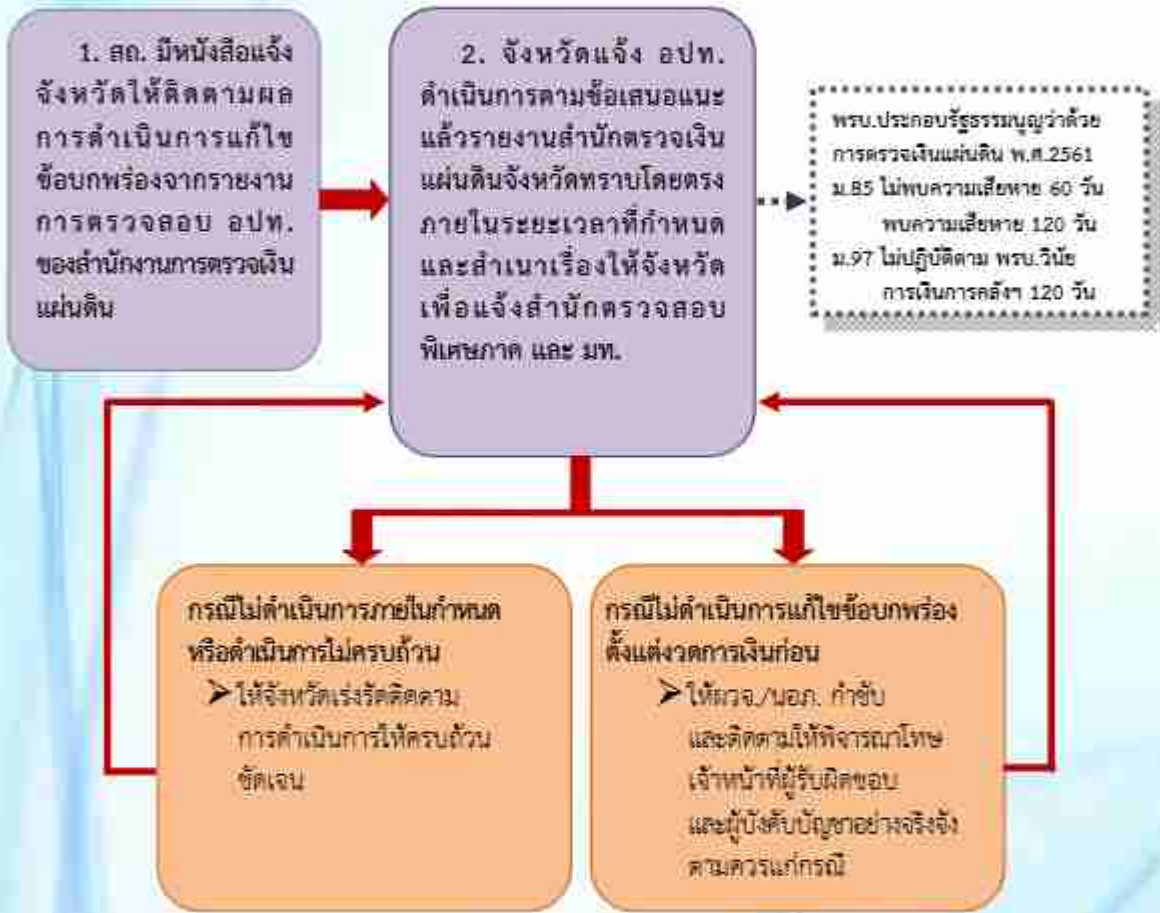 1. สถ. มีหนังสือแจ้ง
จังหวัดให้ติดตามผล
การดำเนินการแก้ไข
ข้อบกพร่องจากรายงาน
การตรวจสอบ อปท.
ของสำนักงานการตรวจเงิน
แผ่นดิน
2. จังหวัดแจ้ง อปท.
ดำเนินการตามข้อเสนอแนะ
แล้วรายงานสำนักตรวจเงิน
แผ่นดินจังหวัดทราบโดยตรง
ภายในระยะเวลาที่กำหนด
และสำเนาเรื่องให้จังหวัด
เพื่อแจ้งสำนักตรวจสอบ
พิเศษภาค และ มท.
พรบ.ประกอบรัฐธรรมนูญว่าด้วย
การตรวจเงินแผ่นดิน พ.ศ.2561
ม.85 ไม่พบความเสียหาย 60 วัน
พบความเสียหาย 120 วัน
ม.97 ไม่ปฏิบัติตาม พรบ.วินัย
การเงินการคลังฯ 120 วัน
กรณีไม่ดำเนินการภายในกำหนด
หรือดำเนินการไม่ครบถ้วน
➢ ให้จังหวัดเร่งรัดติดตาม
การดำเนินการให้ครบถ้วน
ชัดเจน
กรณีไม่ดำเนินการแก้ไขข้อบกพร่อง
ตั้งแต่งวดการเงินก่อน
➢ ให้ผวจ./นอภ. กำชับ
และติดตามให้พิจารณาโทษ
เจ้าหน้าที่ผู้รับผิดชอบ
และผู้บังคับบัญชาอย่างจริงจัง
ตามควรแก่กรณี